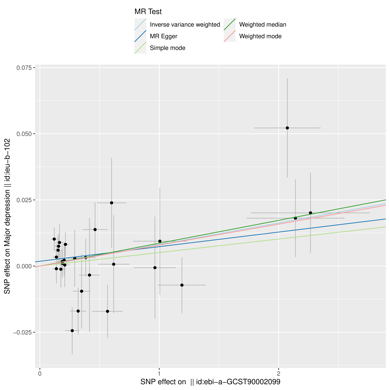 MR Test
Inverse variance weighted
Weighted median
MR Egger
Weighted mode
Simple mode
0.075
0.050
0.025
0.000
−0.025
SNP effect on Major depression || id:ieu−b−102
0
1
2
SNP effect on || id:ebi−a−GCST90002099